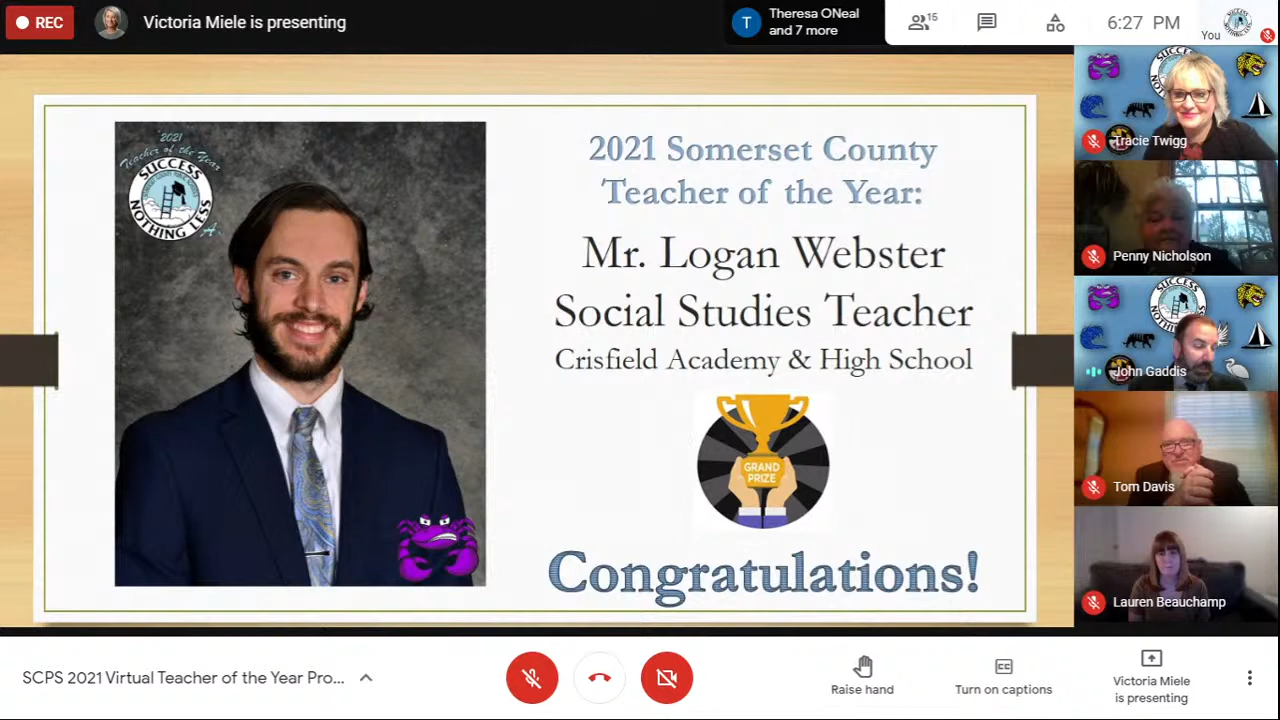 REC
Victoria Miele is presenting
T
Theresa ONeal
and 7 more
15
6:27 PM
You
2021
Teacher of the Year
SUCCESS
NOTHING LESS
2021 Somerset County
Teacher of the Year:
Mr. Logan Webster
Social Studies Teacher
Crisfield Academy & High School
GRAND
PRIZE
Congratulations!
SUCCESS
Tracie Twigg
Penny Nicholson
SUCCESS
John Gaddis
Tom Davis
Lauren Beauchamp
SCPS 2021 Virtual Teacher of the Year Pro...
Raise hand
Turn on captions
Victoria Miele
is presenting